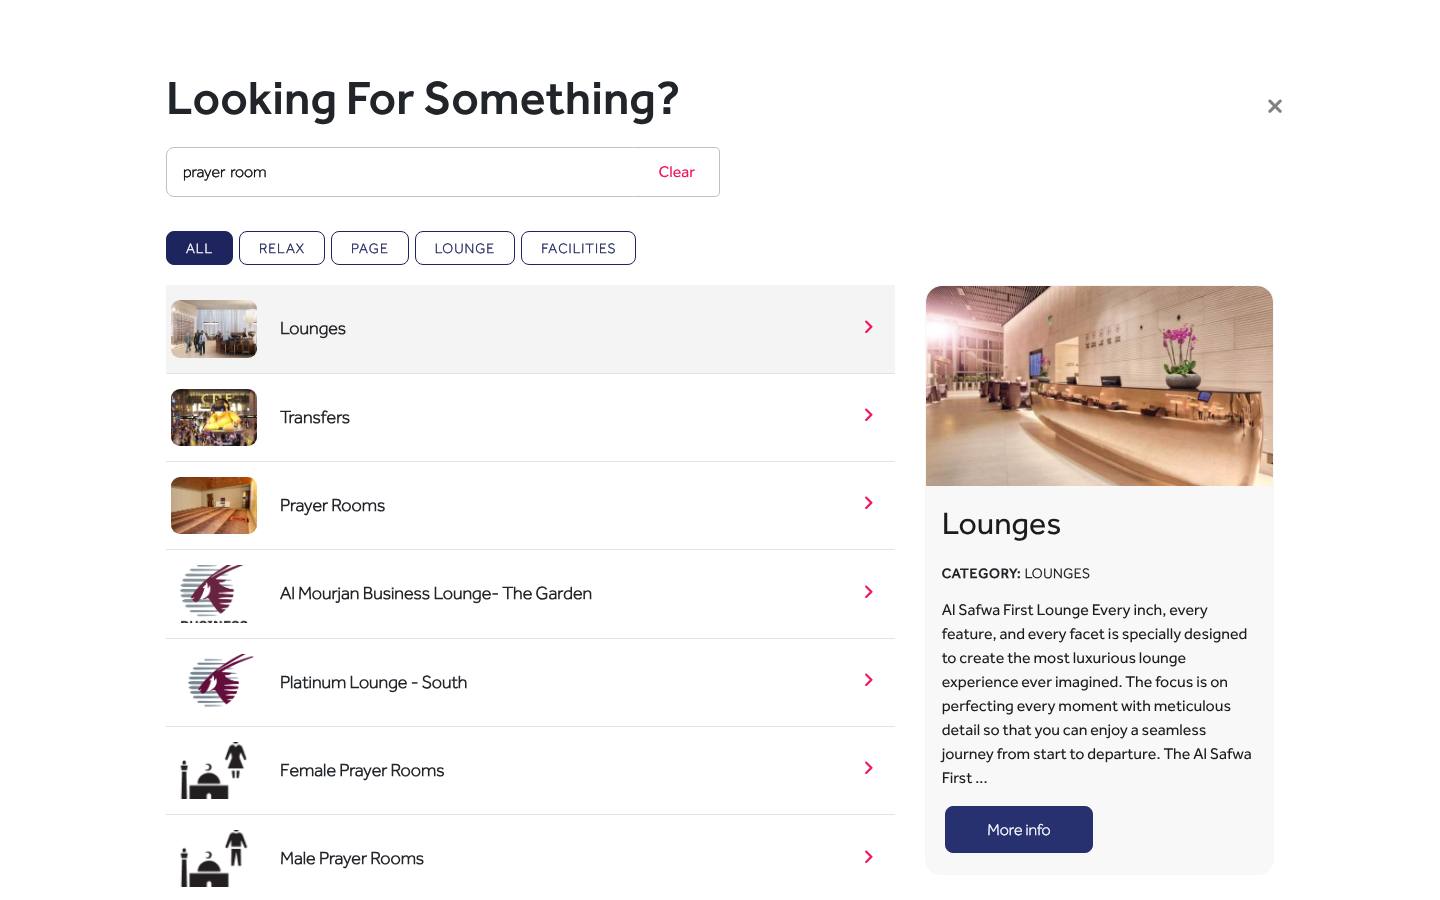 Looking For Something?
prayer room
Clear
ALL
RELAX
PAGE
LOUNGE
FACILITIES
Lounges
Transfers
Prayer Rooms
Al Mourjan Business Lounge- The Garden
Platinum Lounge - South
Female Prayer Rooms
Male Prayer Rooms
Lounges
CATEGORY: LOUNGES
Al Safwa First Lounge Every inch, every
feature, and every facet is specially designed
to create the most luxurious lounge
experience ever imagined. The focus is on
perfecting every moment with meticulous
detail so that you can enjoy a seamless
journey from start to departure. The Al Safwa
First ...
More info